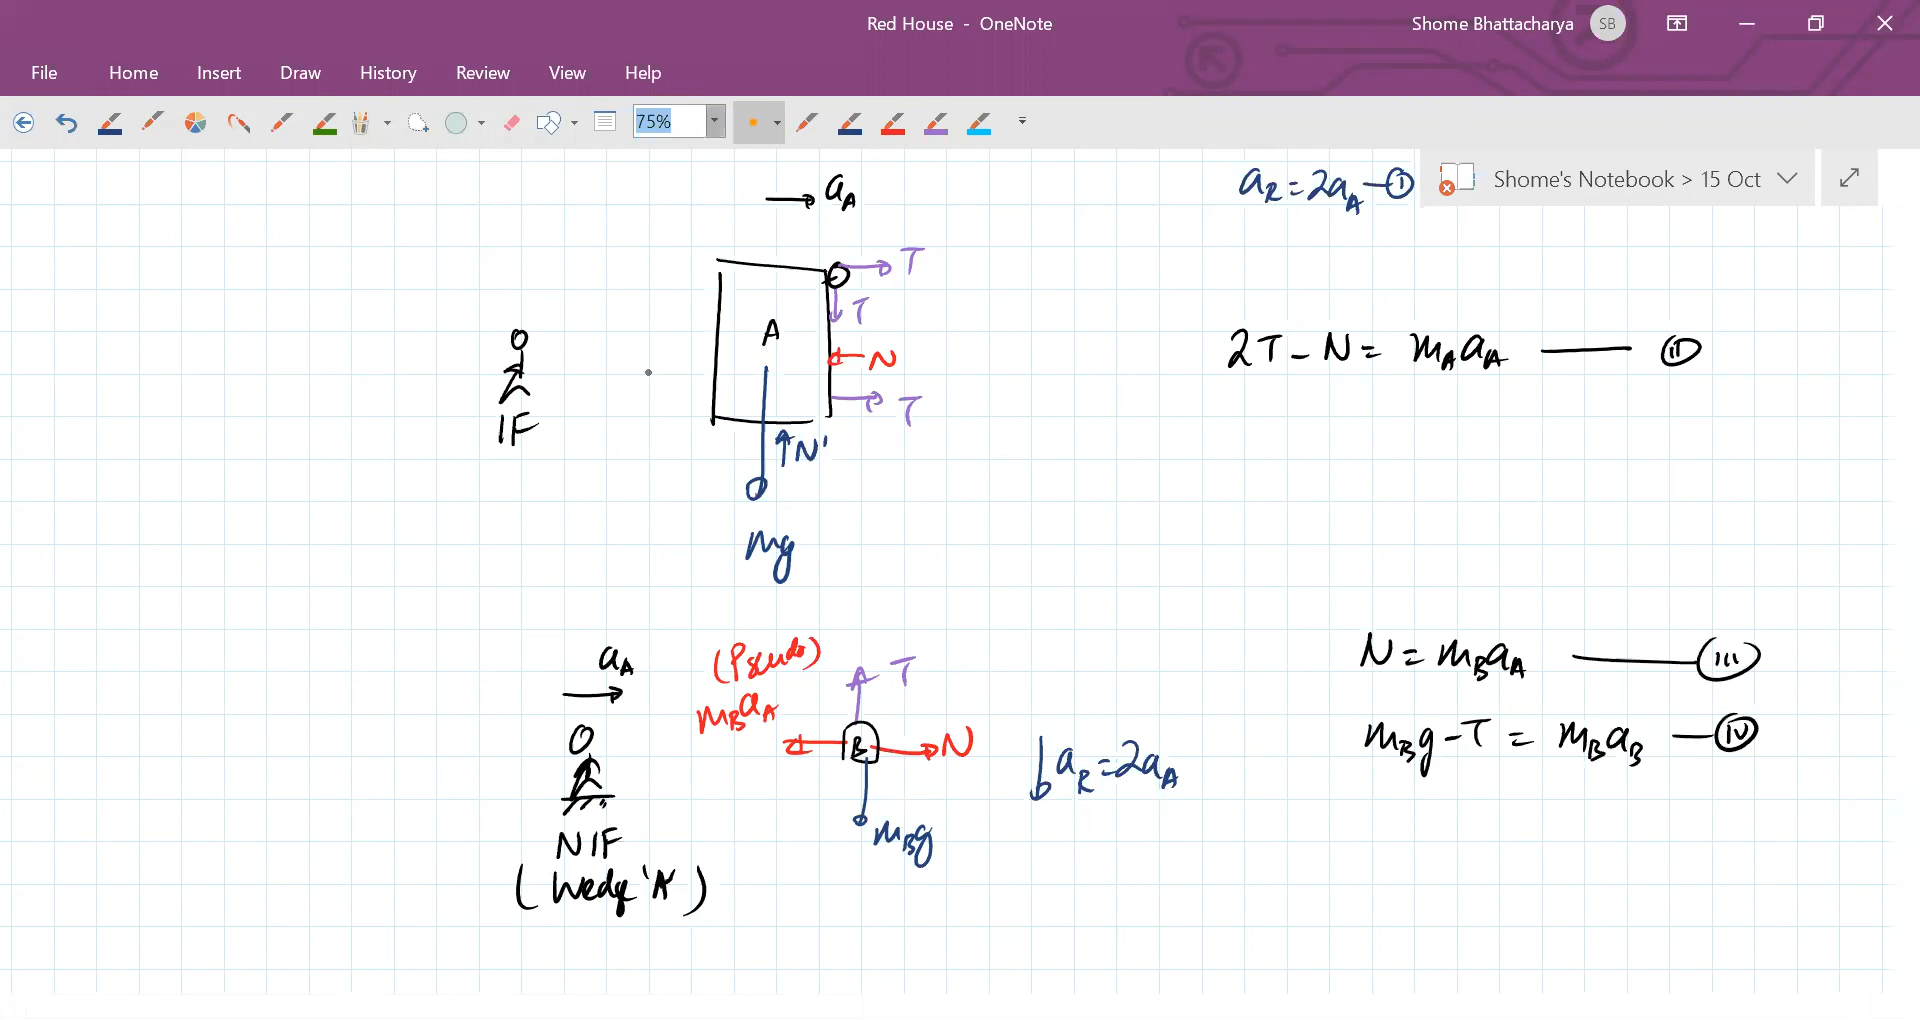 Red House - OneNote
Shome Bhattacharya SB
File Home Insert Draw History Review View Help
75%
Shome's Notebook > 15 Oct
a_A
a_R = 2a_A — (I)
T
T
A
N
T
N'
mg
IF
2T - N = m_A a_A — (II)
a_A
(Pseudo)
m_B a_A
T
B
N
m_B g
a_R = 2a_A
NIF
(Wedge 'A')
N = m_B a_A — (III)
m_B g - T = m_B a_B — (IV)